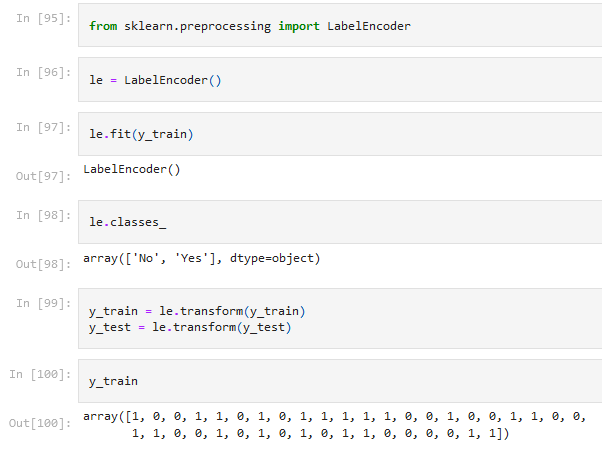 In [95]:
from sklearn.preprocessing import LabelEncoder
In [96]:
le = LabelEncoder()
In [97]:
le.fit(y_train)
Out[97]:
LabelEncoder()
In [98]:
le.classes_
Out[98]:
array(['No', 'Yes'], dtype=object)
In [99]:
y_train = le.transform(y_train)
y_test = le.transform(y_test)
In [100]:
y_train
Out[100]:
array([1, 0, 0, 1, 1, 0, 1, 0, 1, 1, 1, 1, 1, 0, 0, 1, 0, 0, 1, 1, 0, 0,
1, 1, 0, 0, 1, 0, 1, 0, 1, 0, 1, 1, 0, 0, 0, 0, 1, 1])